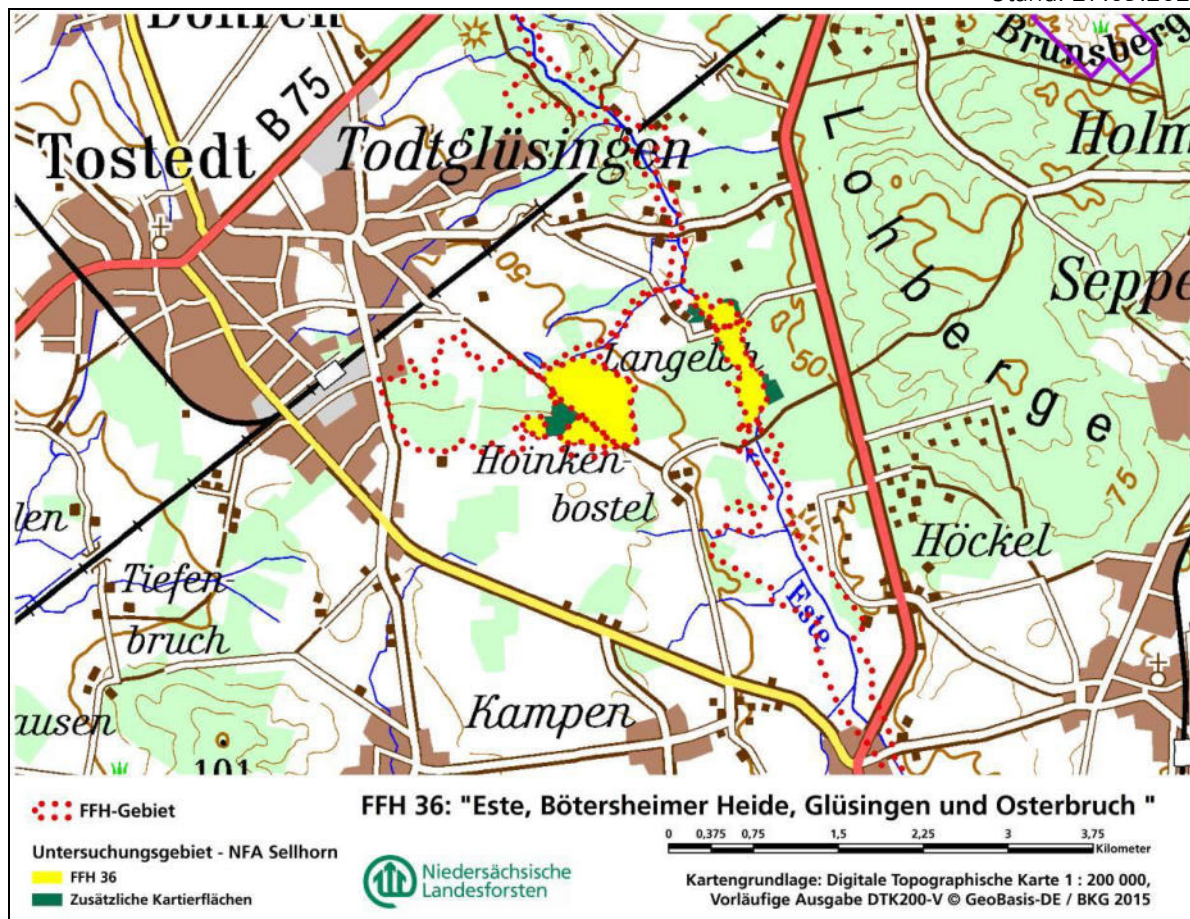 Brunsberg
B 75
Tostedt
Todtglüsingen
Lohberge
Holm
50
Seppe
Langeloh
50
Hoinken-
bostel
75
len
Höckel
Tiefen-
bruch
Este
Kampen
ausen
101
FFH-Gebiet
FFH 36: "Este, Bötersheimer Heide, Glüsingen und Osterbruch "
0 0,375 0,75 1,5 2,25 3 3,75
Kilometer
Untersuchungsgebiet - NFA Sellhorn
FFH 36
Zusätzliche Kartierflächen
Niedersächsische
Landesforsten
Kartengrundlage: Digitale Topographische Karte 1 : 200 000,
Vorläufige Ausgabe DTK200-V © GeoBasis-DE / BKG 2015